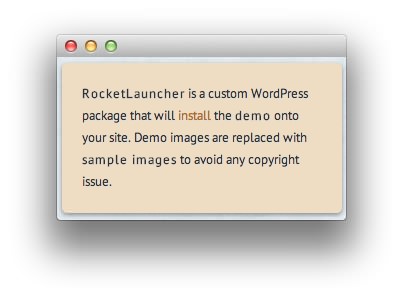 RocketLauncher is a custom WordPress
package that will install the demo onto
your site. Demo images are replaced with
sample images to avoid any copyright
issue.